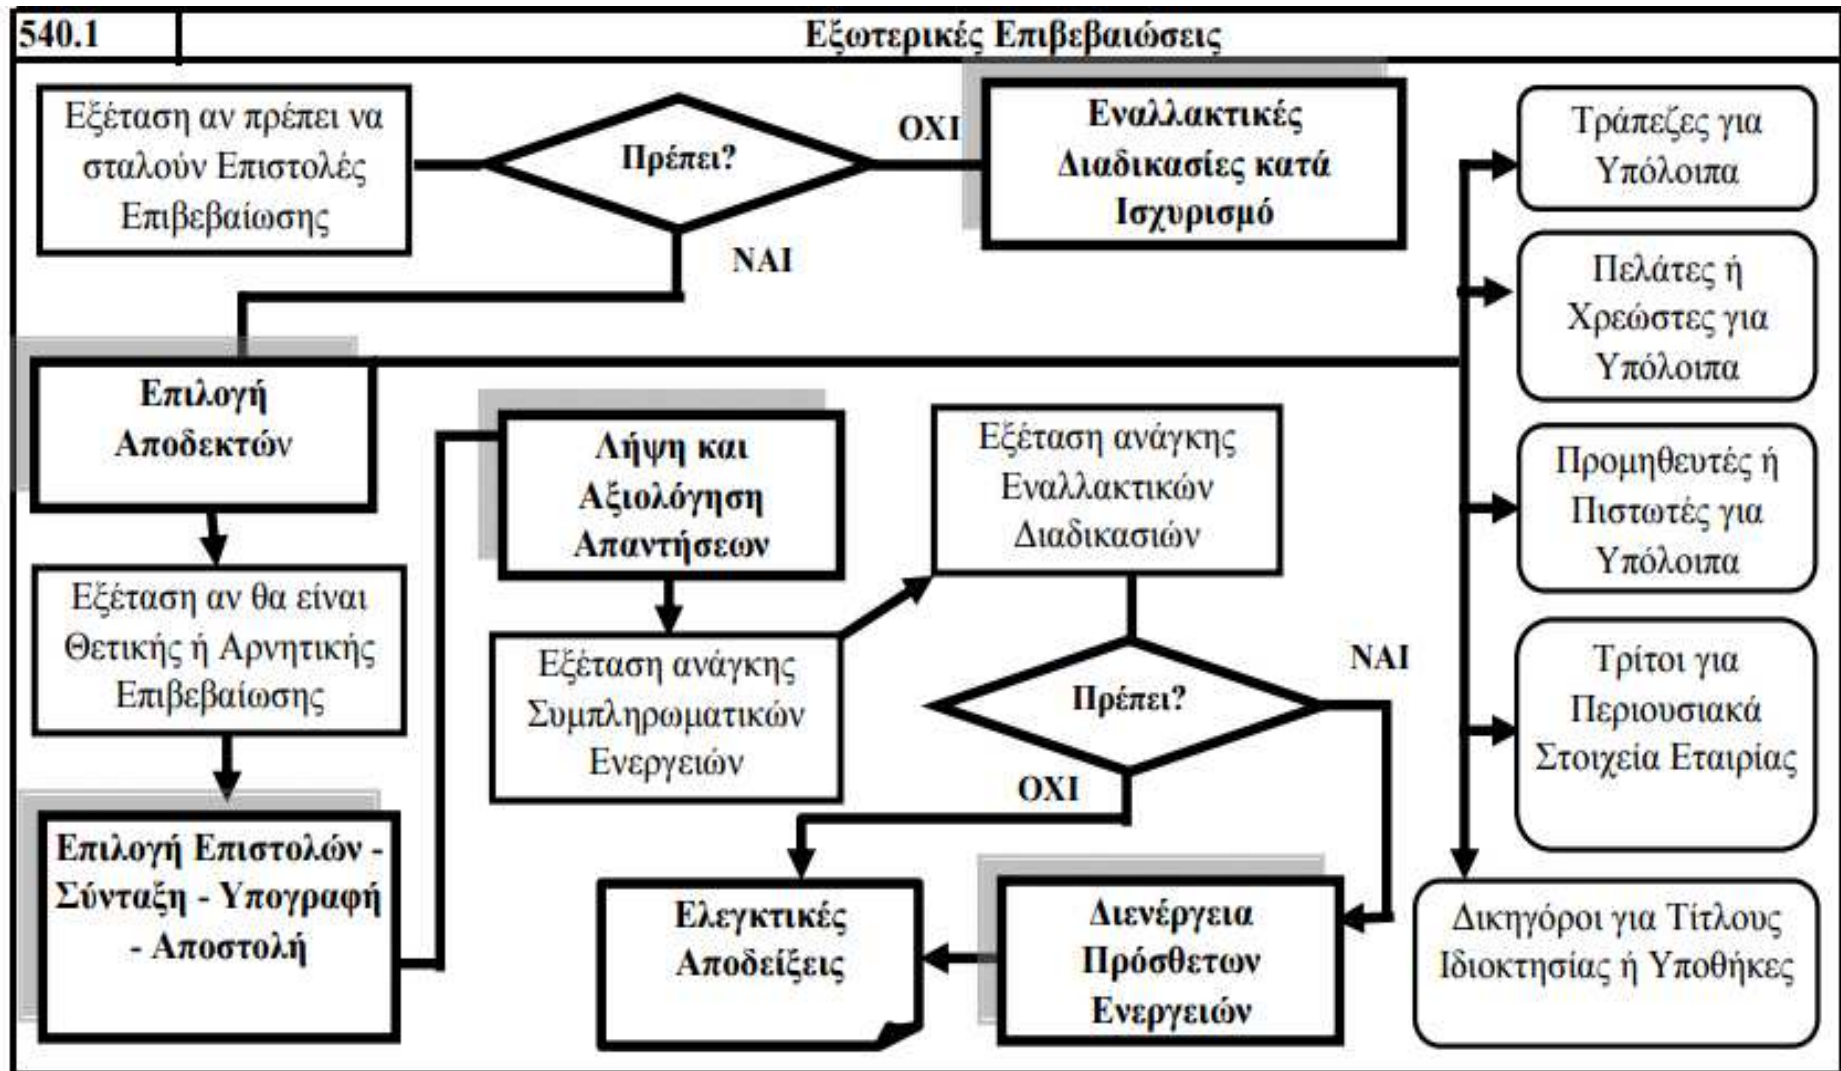 540.1
Εξωτερικές Επιβεβαιώσεις
Εξέταση αν πρέπει να
σταλούν Επιστολές
Επιβεβαίωσης
Πρέπει?
ΟΧΙ
Εναλλακτικές
Διαδικασίες κατά
Ισχυρισμό
ΝΑΙ
Τράπεζες για
Υπόλοιπα
Πελάτες ή
Χρεώστες για
Υπόλοιπα
Προμηθευτές ή
Πιστωτές για
Υπόλοιπα
Τρίτοι για
Περιουσιακά
Στοιχεία Εταιρίας
Δικηγόροι για Τίτλους
Ιδιοκτησίας ή Υποθήκες
Επιλογή
Αποδεκτών
Εξέταση αν θα είναι
Θετικής ή Αρνητικής
Επιβεβαίωσης
Επιλογή Επιστολών -
Σύνταξη - Υπογραφή
- Αποστολή
Λήψη και
Αξιολόγηση
Απαντήσεων
Εξέταση ανάγκης
Συμπληρωματικών
Ενεργειών
Εξέταση ανάγκης
Εναλλακτικών
Διαδικασιών
Πρέπει?
ΝΑΙ
ΟΧΙ
Ελεγκτικές
Αποδείξεις
Διενέργεια
Πρόσθετων
Ενεργειών